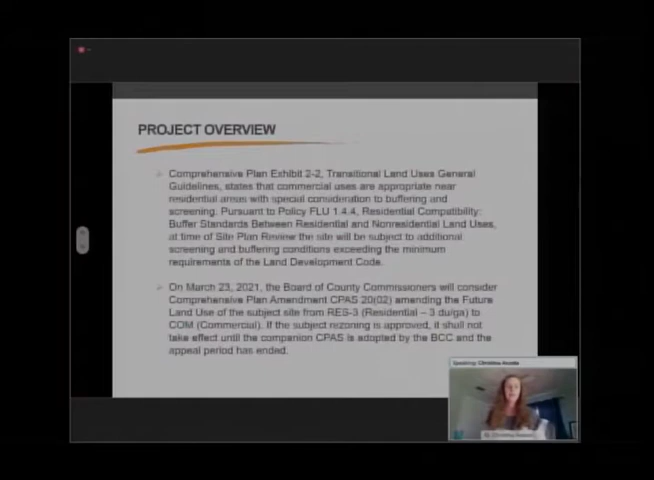 PROJECT OVERVIEW
Comprehensive Plan Exhibit 2-2, Transitional Land Uses General
Guidelines, states that commercial uses are appropriate near
residential areas with special consideration to buffering and
screening. Pursuant to Policy FLU 1.4.4, Residential Compatibility:
Buffer Standards Between Residential and Nonresidential Land Uses,
at time of Site Plan Review the site will be subject to additional
screening and buffering conditions exceeding the minimum
requirements of the Land Development Code.
On March 23, 2021, the Board of County Commissioners will consider
Comprehensive Plan Amendment CPAS 20(02) amending the Future
Land Use of the subject site from RES-3 (Residential – 3 du/ga) to
COM (Commercial). If the subject rezoning is approved, it shall not
take effect until the companion CPAS is adopted by the BCC and the
appeal period has ended.
Speaking: Christina
Christina